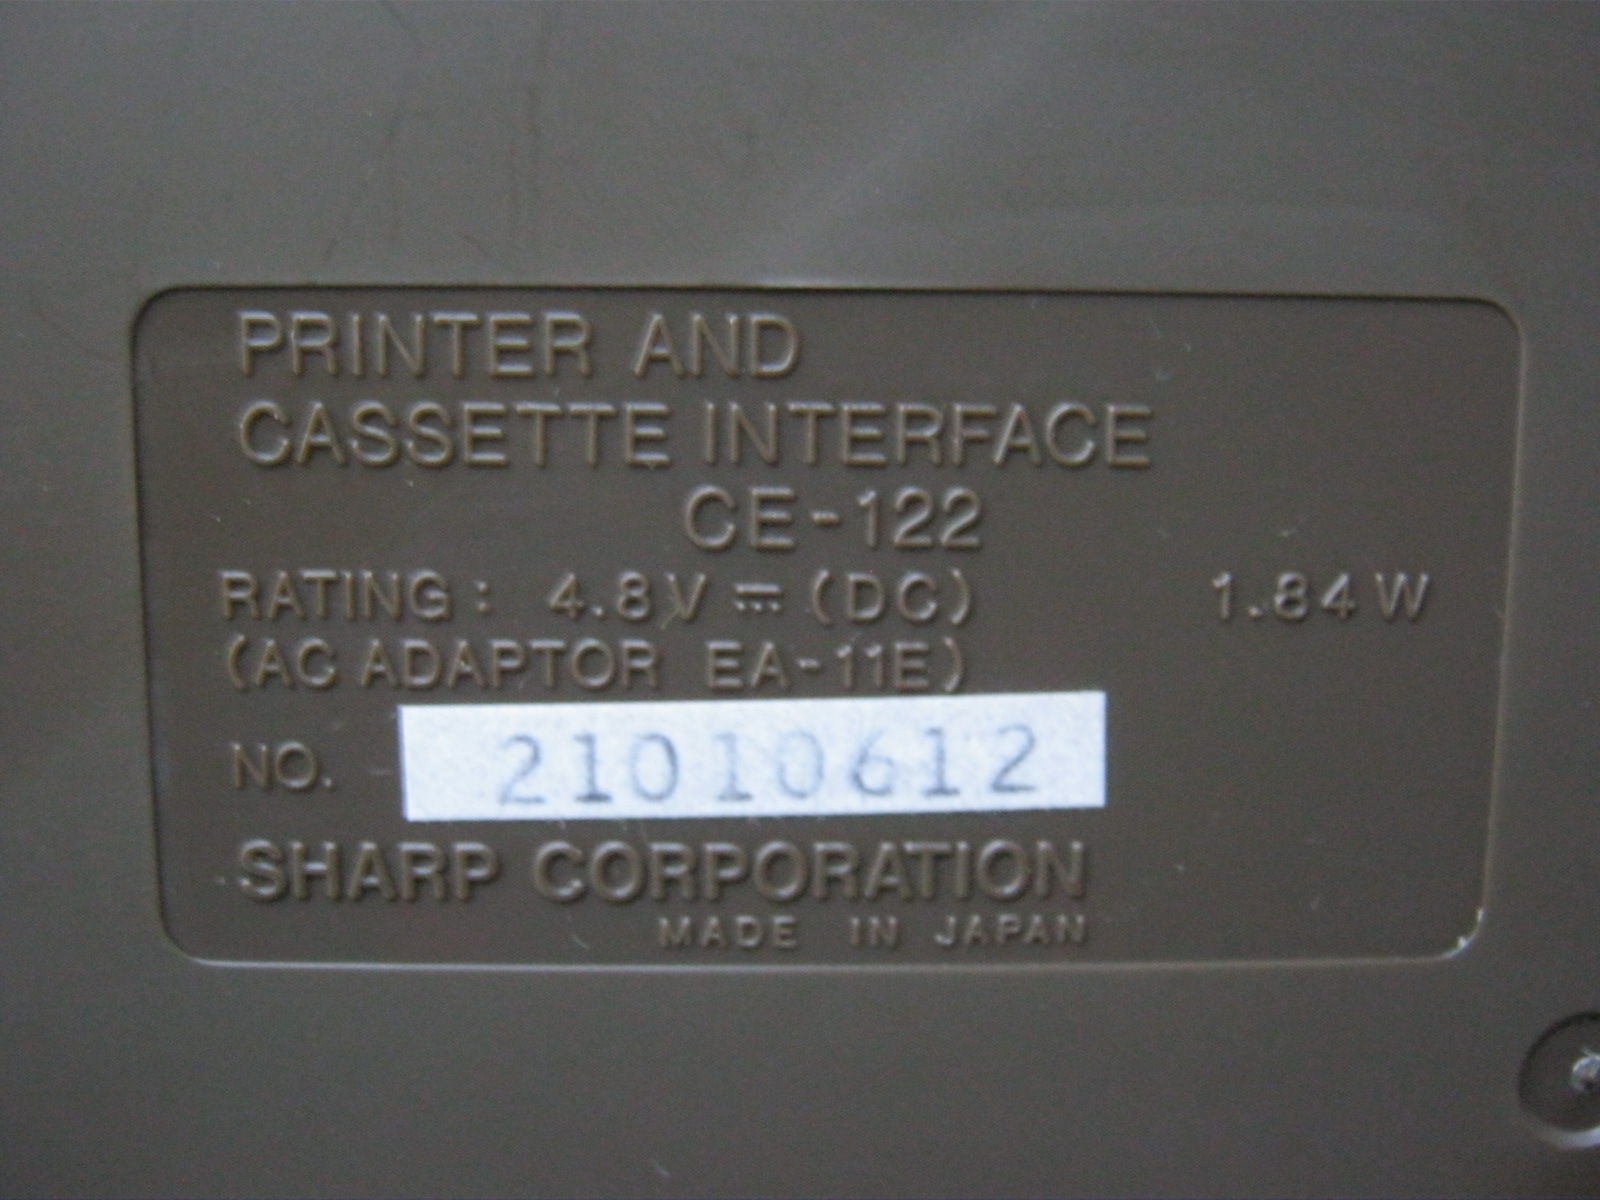 PRINTER AND
CASSETTE INTERFACE
CE-122
RATING: 4.8V ⎓ (DC) 1.84W
(AC ADAPTOR EA-11E)
NO. 21010612
SHARP CORPORATION
MADE IN JAPAN